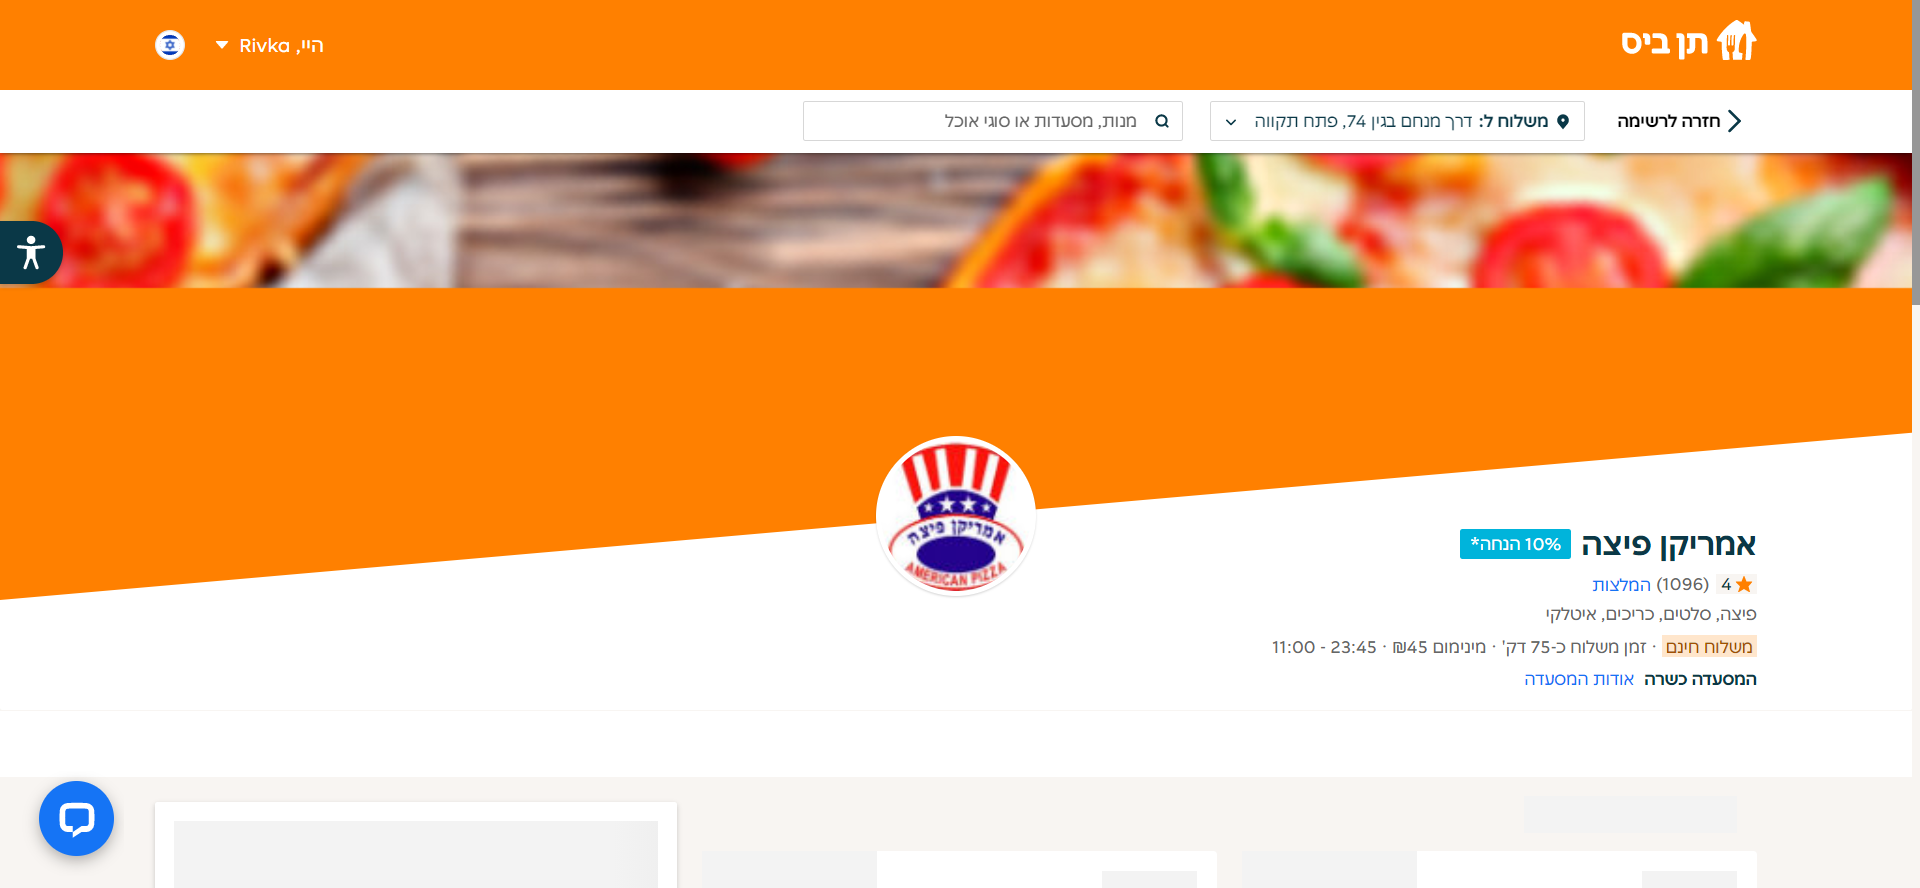 תן ביס
היי, Rivka
חזרה לרשימה
משלוח ל: דרך מנחם בגין 74, פתח תקווה
מנות, מסעדות או סוגי אוכל
אמריקן פיצה
AMERICAN PIZZA
אמריקן פיצה
10% הנחה*
4 (1096) המלצות
פיצה, סלטים, כריכים, איטלקי
משלוח חינם · זמן משלוח כ-75 דק' · מינימום ₪45 · 11:00 - 23:45
המסעדה כשרה אודות המסעדה